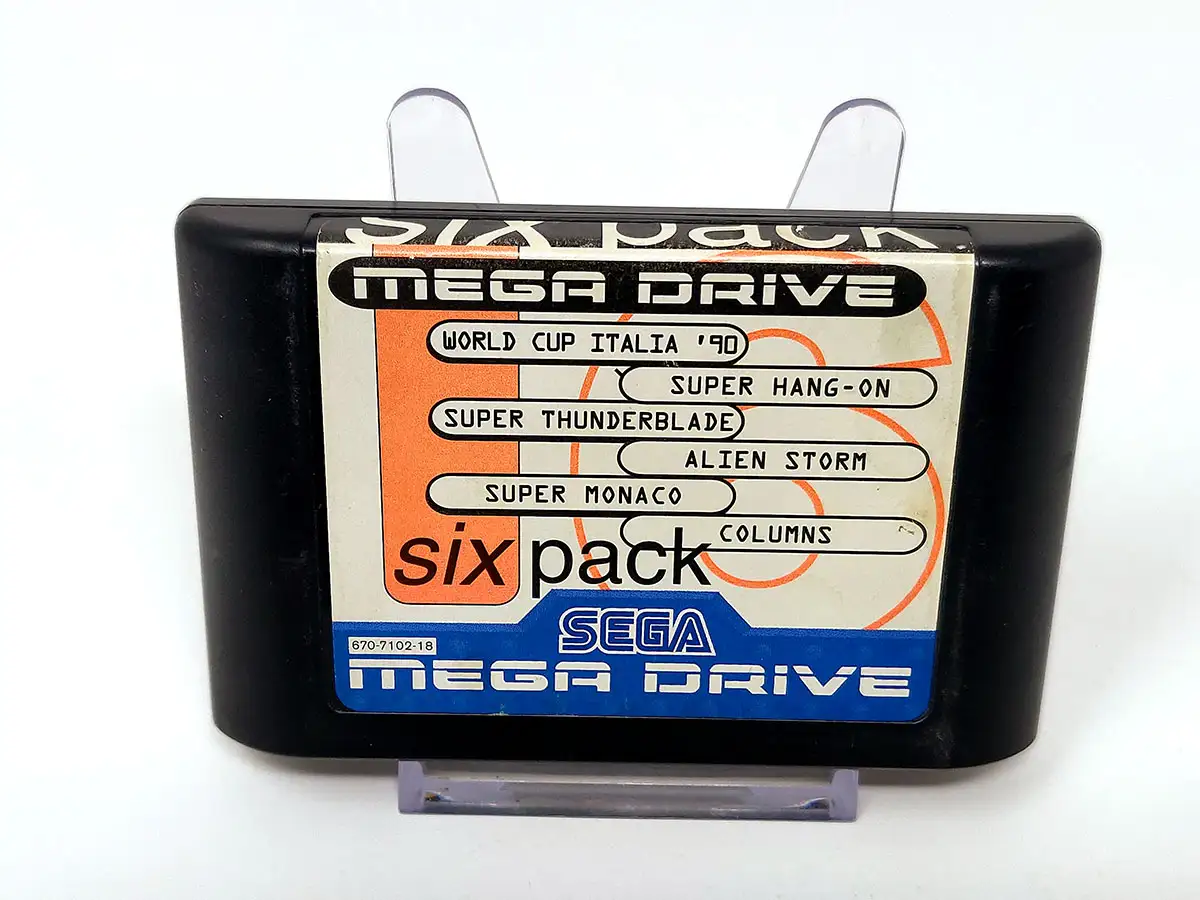 six pack
MEGA DRIVE
WORLD CUP ITALIA '90
SUPER HANG-ON
SUPER THUNDERBLADE
ALIEN STORM
SUPER MONACO
COLUMNS
six pack
SEGA
670-7102-18
MEGA DRIVE